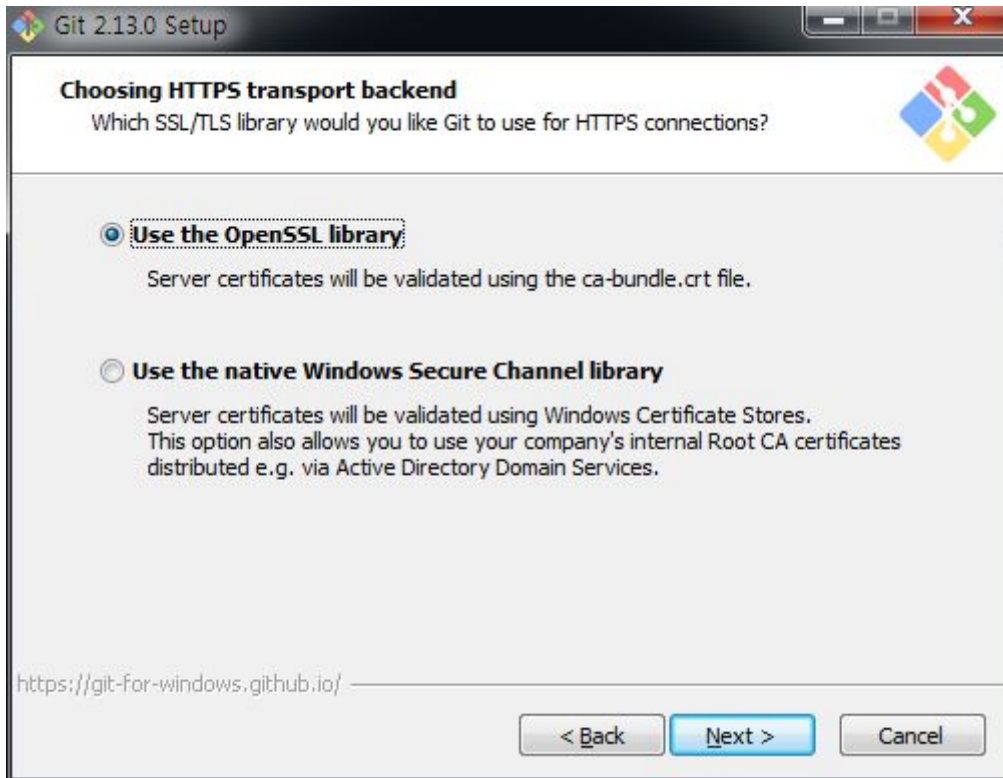 Git 2.13.0 Setup
Choosing HTTPS transport backend
Which SSL/TLS library would you like Git to use for HTTPS connections?
Use the OpenSSL library
Server certificates will be validated using the ca-bundle.crt file.
Use the native Windows Secure Channel library
Server certificates will be validated using Windows Certificate Stores.
This option also allows you to use your company's internal Root CA certificates
distributed e.g. via Active Directory Domain Services.
https://git-for-windows.github.io/
< Back Next > Cancel